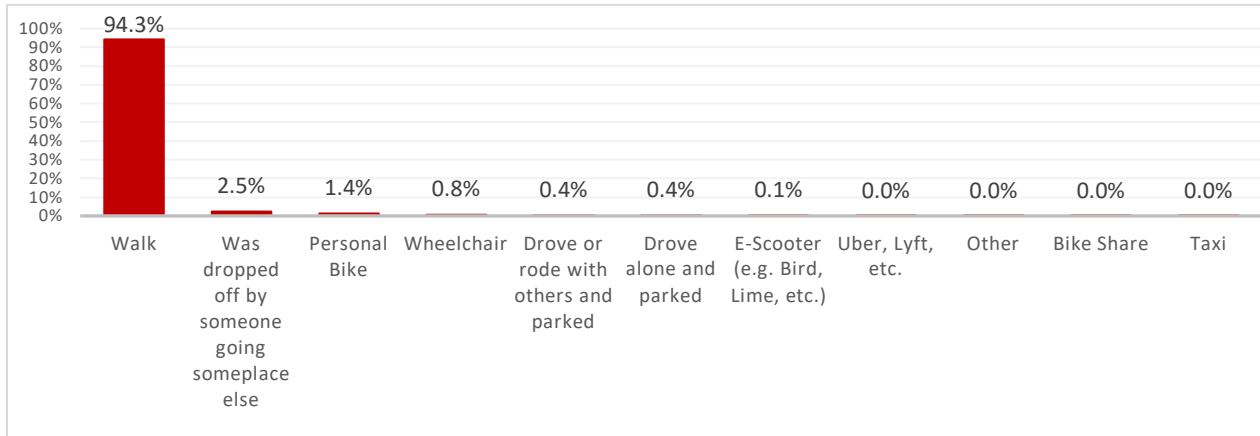 100%
90%
80%
70%
60%
50%
40%
30%
20%
10%
0%
94.3%
2.5%
1.4%
0.8%
0.4%
0.4%
0.1%
0.0%
0.0%
0.0%
0.0%
Walk
Was
dropped
off by
someone
going
someplace
else
Personal
Bike
Wheelchair
Drove or
rode with
others and
parked
Drove
alone and
parked
E-Scooter
(e.g. Bird,
Lime, etc.)
Uber, Lyft,
etc.
Other
Bike Share
Taxi